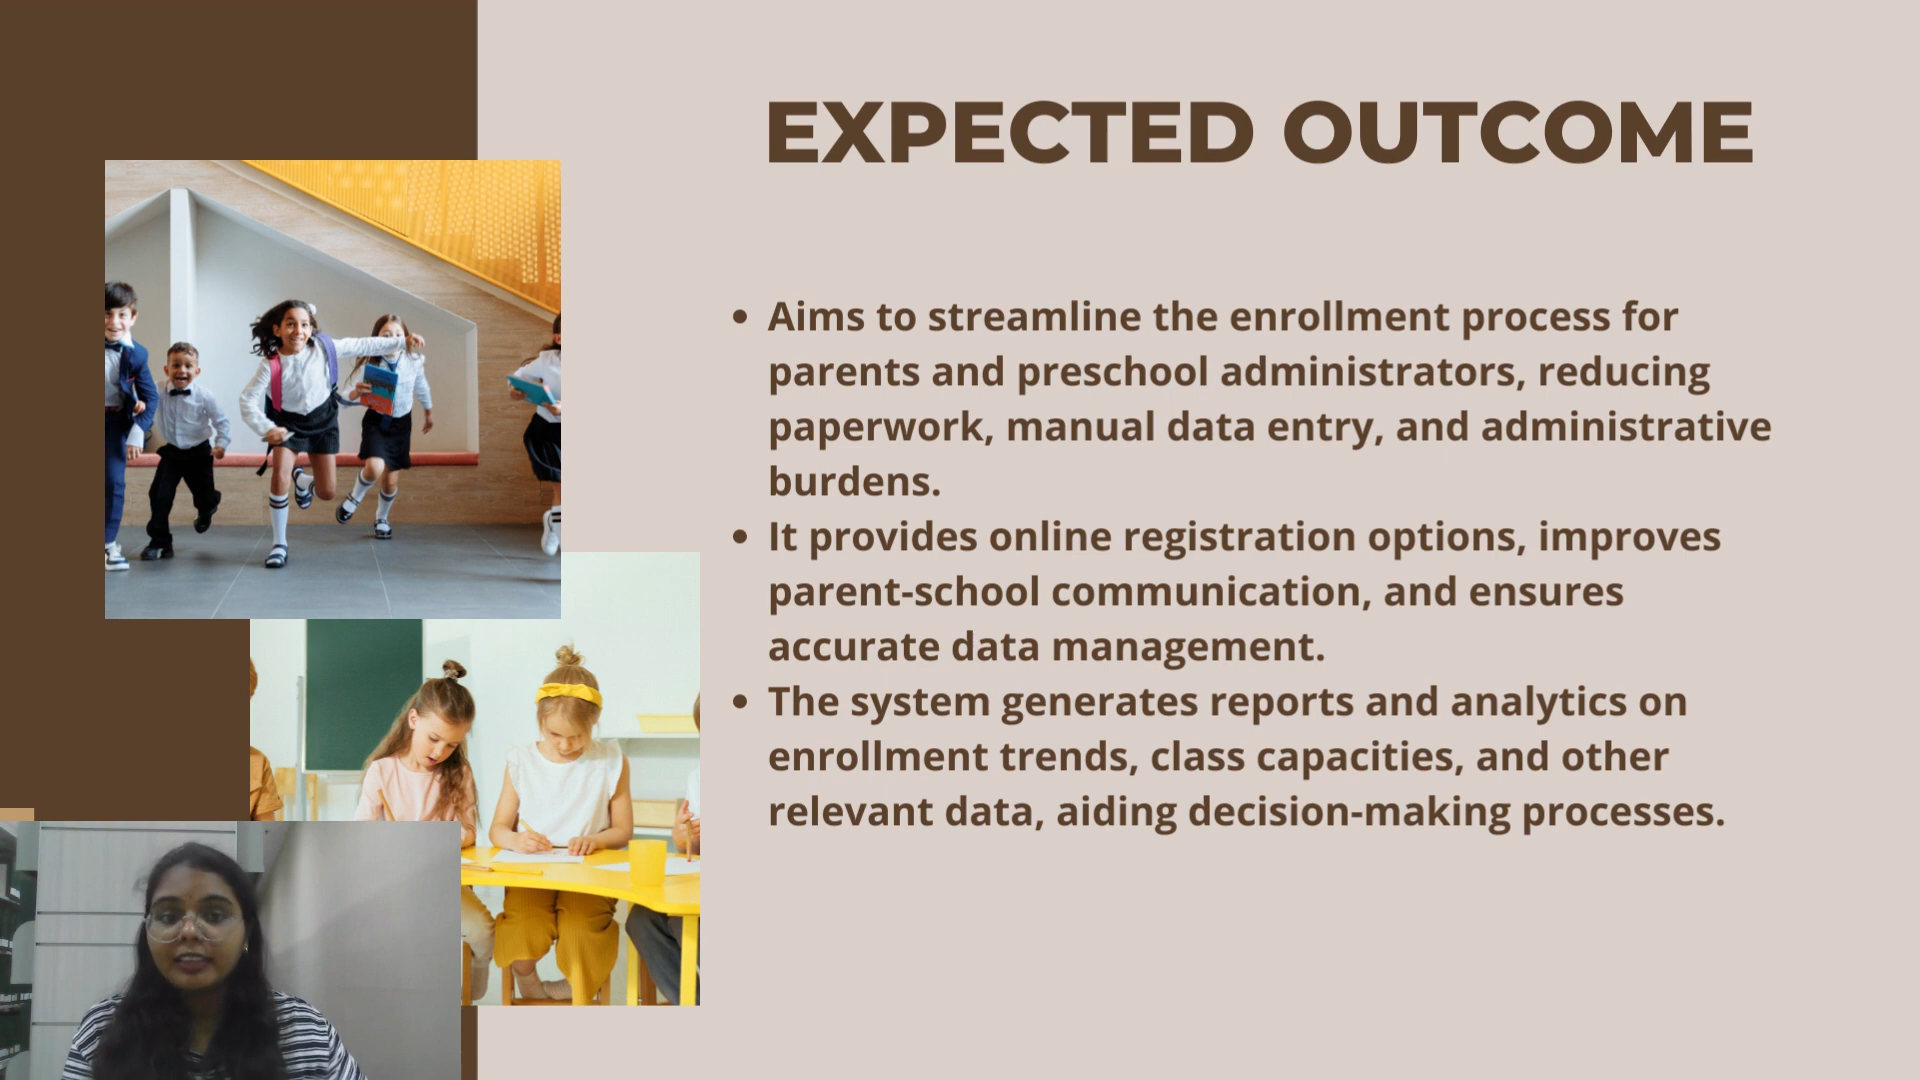 EXPECTED OUTCOME
• Aims to streamline the enrollment process for
parents and preschool administrators, reducing
paperwork, manual data entry, and administrative
burdens.
• It provides online registration options, improves
parent-school communication, and ensures
accurate data management.
• The system generates reports and analytics on
enrollment trends, class capacities, and other
relevant data, aiding decision-making processes.